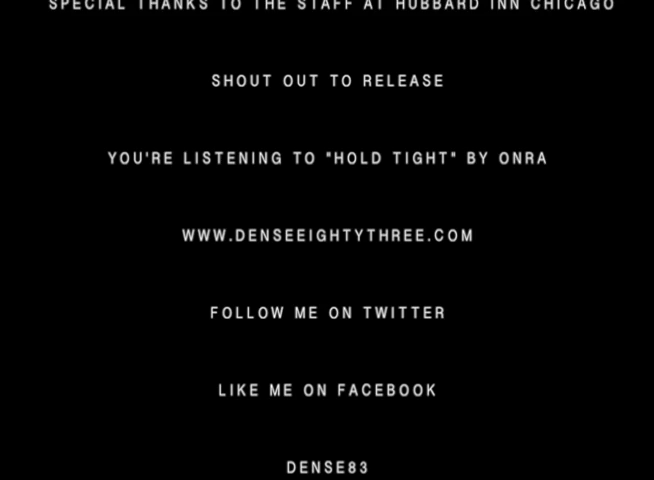 SPECIAL THANKS TO THE STAFF AT HUBBARD INN CHICAGO
SHOUT OUT TO RELEASE
YOU'RE LISTENING TO "HOLD TIGHT" BY ONRA
WWW.DENSEEIGHTYTHREE.COM
FOLLOW ME ON TWITTER
LIKE ME ON FACEBOOK
DENSE83